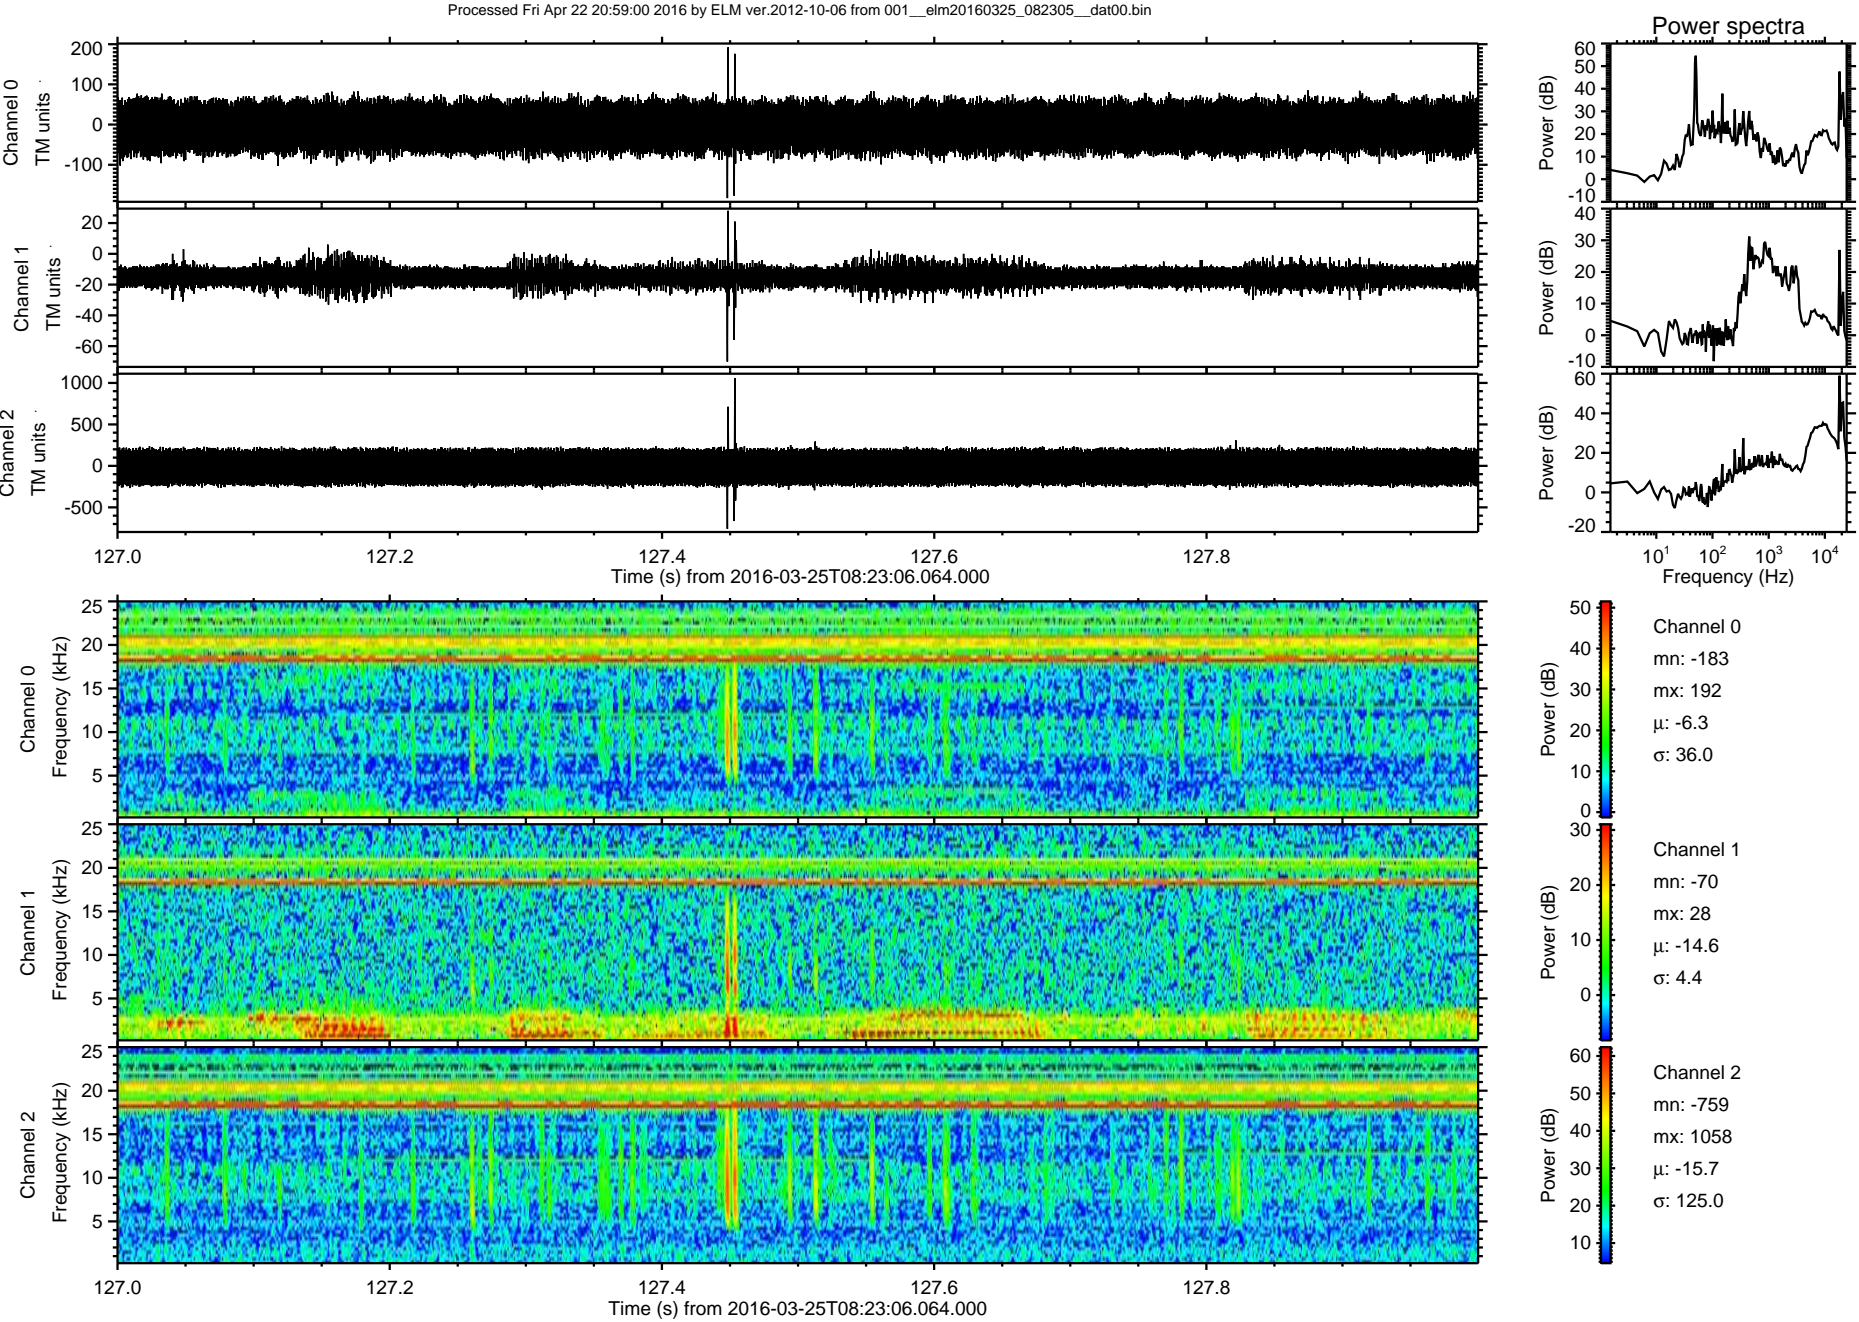 Processed Fri Apr 22 20:59:00 2016 by ELM ver.2012-10-06 from 001__elm20160325_082305__dat00.bin
Power spectra
Channel 0
TM units
200
100
0
-100
Power (dB)
60
50
40
30
20
10
0
-10
Channel 1
TM units
20
0
-20
-40
-60
Power (dB)
40
30
20
10
0
-10
Channel 2
TM units
1000
500
0
-500
Power (dB)
60
40
20
0
-20
127.0 127.2 127.4 127.6 127.8
Time (s) from 2016-03-25T08:23:06.064.000
10^1 10^2 10^3 10^4
Frequency (Hz)
Channel 0
Frequency (kHz)
25
20
15
10
5
Power (dB)
50
40
30
20
10
0
Channel 0
mn: -183
mx: 192
μ: -6.3
σ: 36.0
Channel 1
Frequency (kHz)
25
20
15
10
5
Power (dB)
30
20
10
0
Channel 1
mn: -70
mx: 28
μ: -14.6
σ: 4.4
Channel 2
Frequency (kHz)
25
20
15
10
5
Power (dB)
60
50
40
30
20
10
Channel 2
mn: -759
mx: 1058
μ: -15.7
σ: 125.0
127.0 127.2 127.4 127.6 127.8
Time (s) from 2016-03-25T08:23:06.064.000